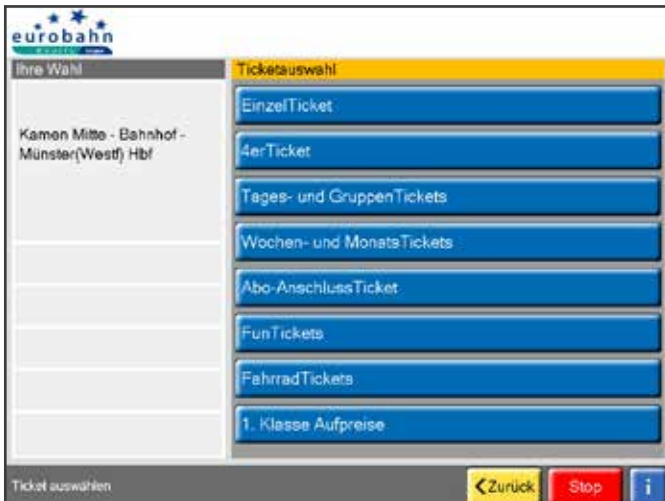 eurobahn
Ihre Wahl
Ticketauswahl
Kamen Mitte - Bahnhof -
Münster(Westf) Hbf
EinzelTicket
4erTicket
Tages- und GruppenTickets
Wochen- und MonatsTickets
Abo-AnschlussTicket
FunTickets
FahrradTickets
1. Klasse Aufpreise
Ticket auswählen
Zurück
Stop
i